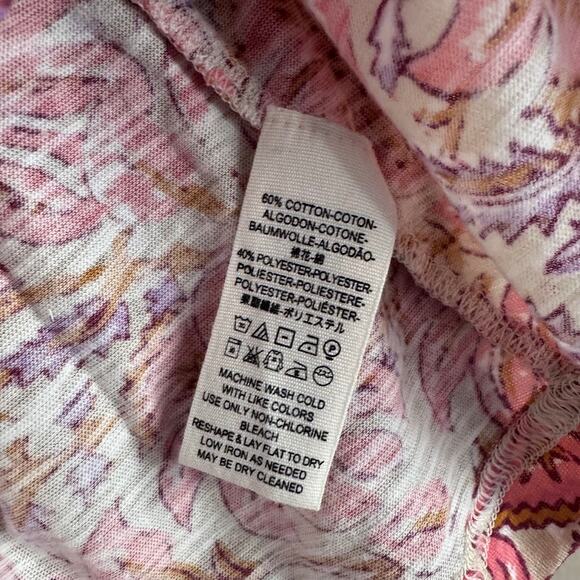 60% COTTON-COTON-
ALGODON-COTONE-
BAUMWOLLE-ALGODÃO-
棉花-綿
40% POLYESTER-POLYESTER-
POLIESTER-POLIESTERE-
POLYESTER-POLIÉSTER-
聚酯纖維-ポリエステル
MACHINE WASH COLD
WITH LIKE COLORS
USE ONLY NON-CHLORINE
BLEACH
RESHAPE & LAY FLAT TO DRY
LOW IRON AS NEEDED
MAY BE DRY CLEANED